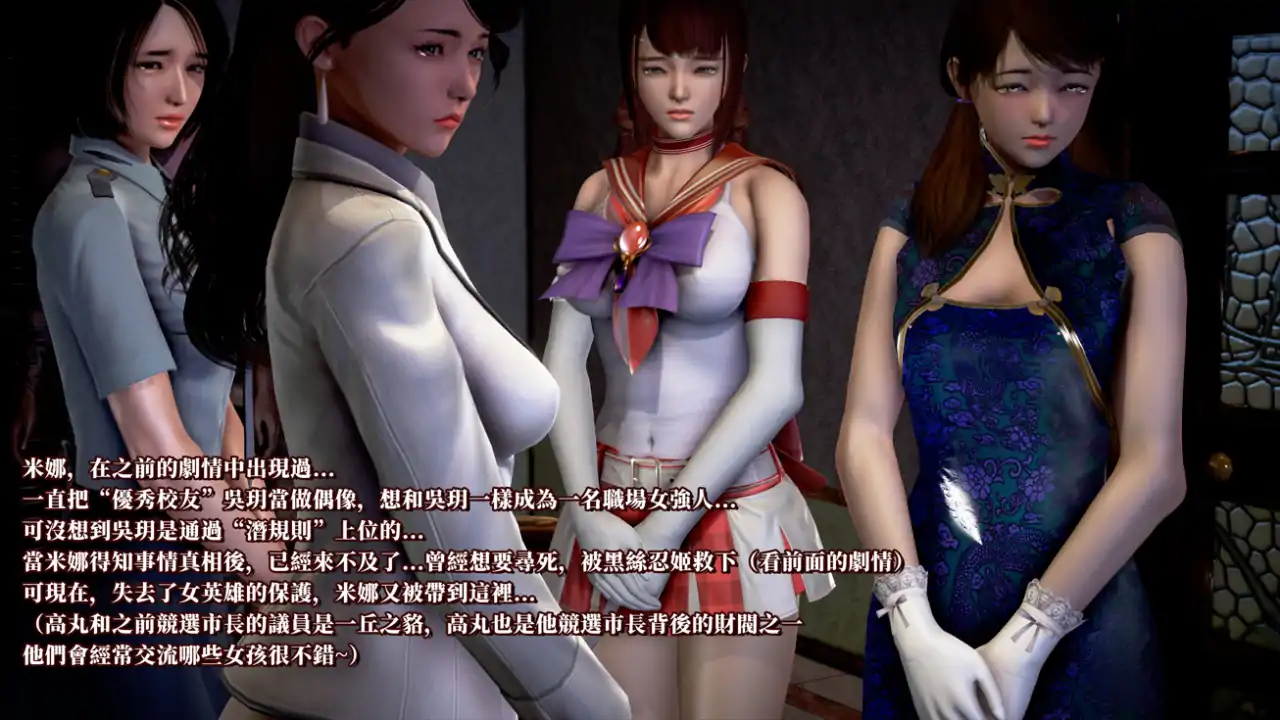 米娜，在之前的劇情中出現過...
一直把“優秀校友”吳玥當做偶像，想和吳玥一樣成為一名職場女強人...
可沒想到吳玥是通過“潛規則”上位的...
當米娜得知事情真相後，已經來不及了...曾經想要尋死，被黑絲忍姬救下（看前面的劇情）
可現在，失去了女英雄的保護，米娜又被帶到這裡...
（高丸和之前競選市長的議員是一丘之貉，高丸也是他競選市長背後的財閥之一
他們會經常交流哪些女孩很不錯~）